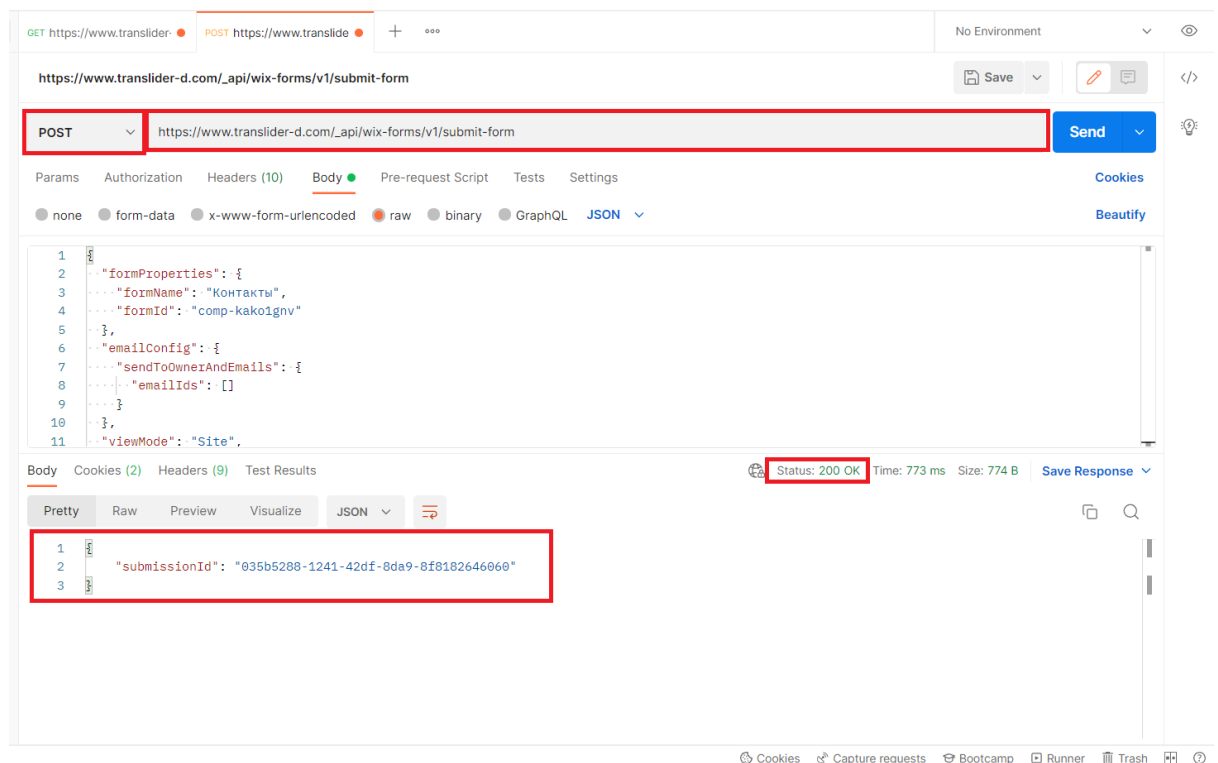 GET https://www.translider- POST https://www.translide No Environment
https://www.translider-d.com/_api/wix-forms/v1/submit-form Save
POST https://www.translider-d.com/_api/wix-forms/v1/submit-form Send
Params Authorization Headers (10) Body Pre-request Script Tests Settings Cookies
none form-data x-www-form-urlencoded raw binary GraphQL JSON Beautify
1 {
2 "formProperties": {
3 "formName": "Контакты",
4 "formId": "comp-kako1gnv"
5 },
6 "emailConfig": {
7 "sendToOwnerAndEmails": {
8 "emailIds": []
9 }
10 },
11 "viewMode": "Site",
Body Cookies (2) Headers (9) Test Results Status: 200 OK Time: 773 ms Size: 774 B Save Response
Pretty Raw Preview Visualize JSON
1 {
2 "submissionId": "035b5288-1241-42df-8da9-8f8182646060"
3 }
Cookies Capture requests Bootcamp Runner Trash